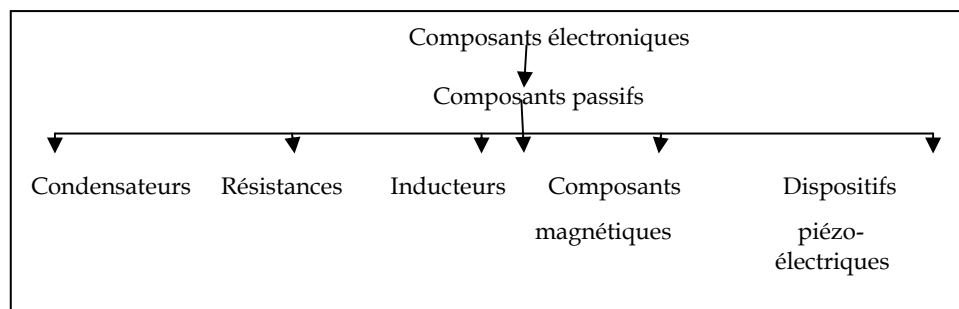 Composants électroniques
Composants passifs
Condensateurs Résistances Inducteurs Composants Dispositifs
magnétiques piézo-
électriques